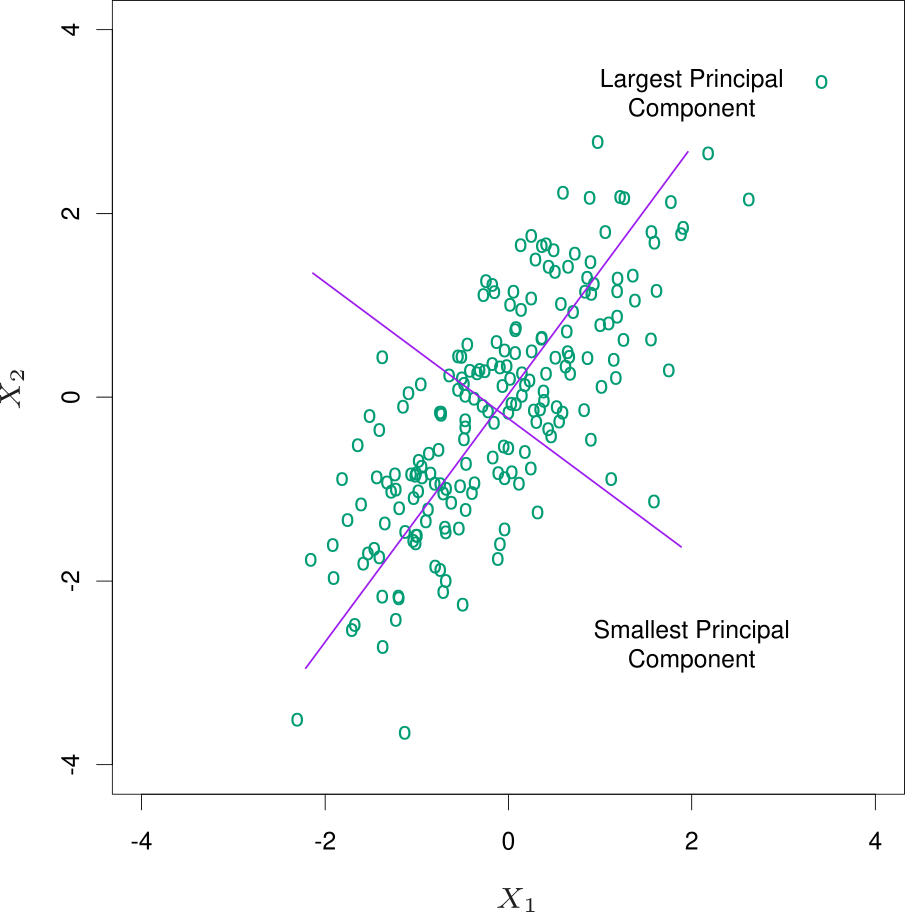 Largest Principal
Component
Smallest Principal
Component
4
2
0
-2
-4
X₂
-4
-2
0
2
4
X₁